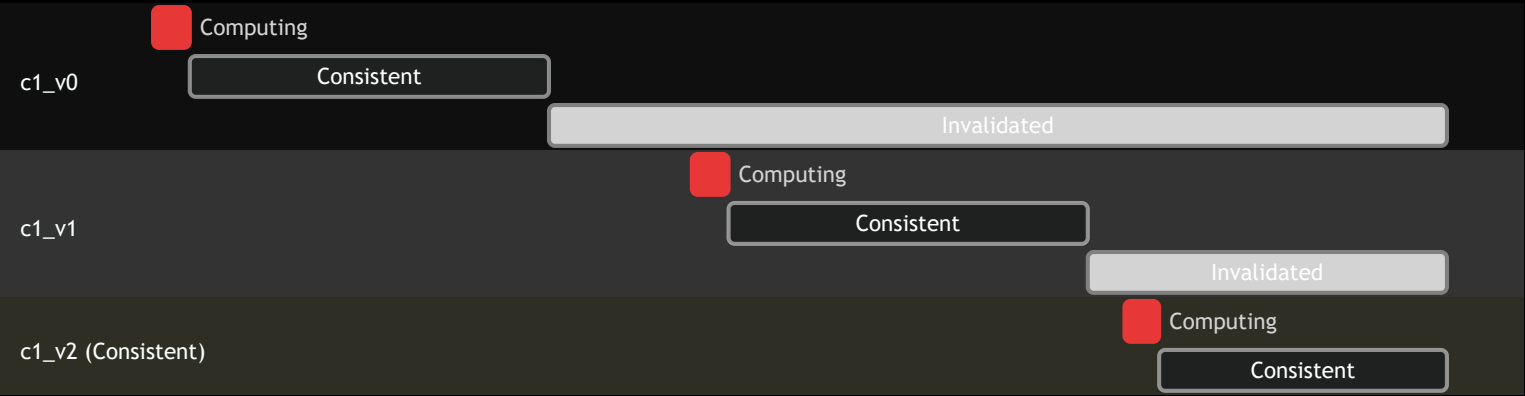 Computing
c1_v0
Consistent
Invalidated
Computing
c1_v1
Consistent
Invalidated
Computing
c1_v2 (Consistent)
Consistent